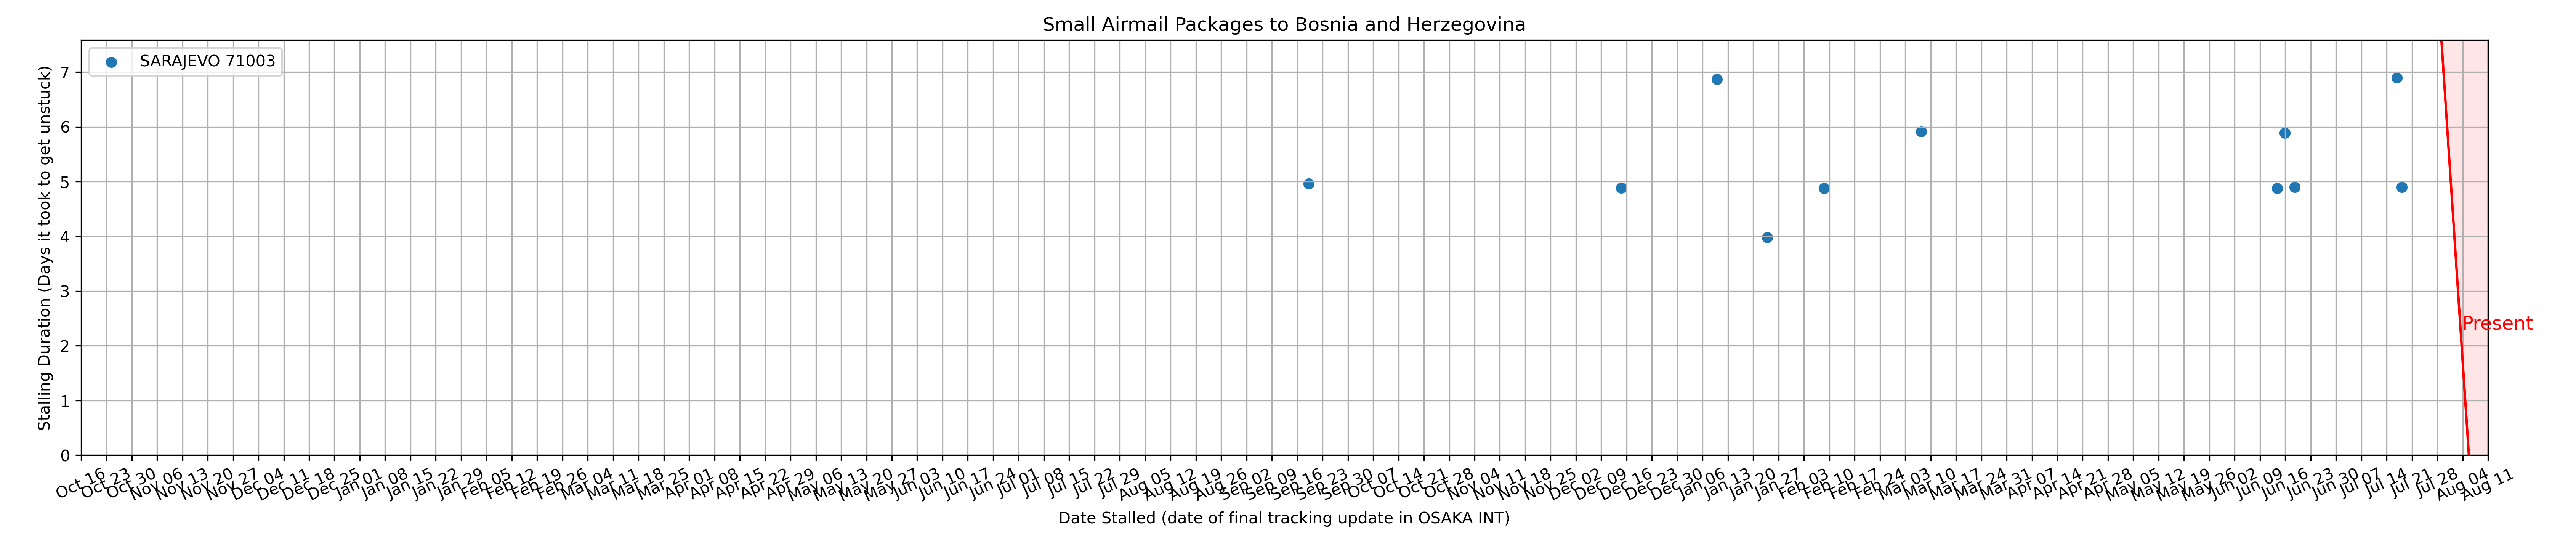 Small Airmail Packages to Bosnia and Herzegovina
SARAJEVO 71003
Stalling Duration (Days it took to get unstuck)
7
6
5
4
3
2
1
0
Present
Oct 16 Oct 23 Oct 30 Nov 06 Nov 13 Nov 20 Nov 27 Dec 04 Dec 11 Dec 18 Dec 25 Jan 01 Jan 08 Jan 15 Jan 22 Jan 29 Feb 05 Feb 12 Feb 19 Feb 26 Mar 04 Mar 11 Mar 18 Mar 25 Apr 01 Apr 08 Apr 15 Apr 22 Apr 29 May 06 May 13 May 20 May 27 Jun 03 Jun 10 Jun 17 Jun 24 Jul 01 Jul 08 Jul 15 Jul 22 Jul 29 Aug 05 Aug 12 Aug 19 Aug 26 Sep 02 Sep 09 Sep 16 Sep 23 Sep 30 Oct 07 Oct 14 Oct 21 Oct 28 Nov 04 Nov 11 Nov 18 Nov 25 Dec 02 Dec 09 Dec 16 Dec 23 Dec 30 Jan 06 Jan 13 Jan 20 Jan 27 Feb 03 Feb 10 Feb 17 Feb 24 Mar 03 Mar 10 Mar 17 Mar 24 Mar 31 Apr 07 Apr 14 Apr 21 Apr 28 May 05 May 12 May 19 May 26 Jun 02 Jun 09 Jun 16 Jun 23 Jun 30 Jul 07 Jul 14 Jul 21 Jul 28 Aug 04 Aug 11
Date Stalled (date of final tracking update in OSAKA INT)